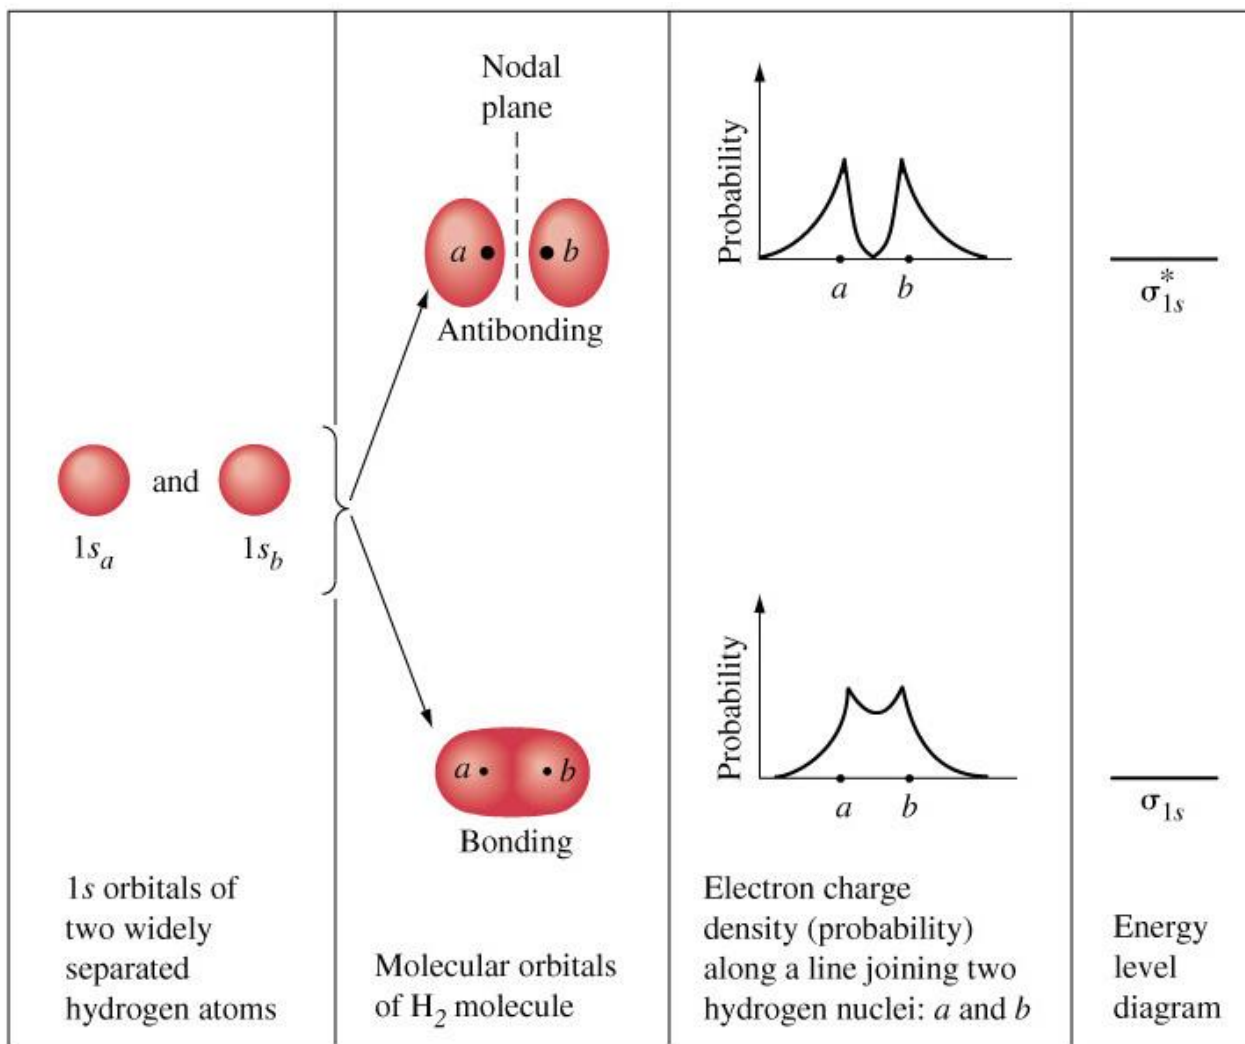 Nodal
plane
a
b
Antibonding
Probability
a
b
σ*1s
1sa
and
1sb
a
b
Bonding
Probability
a
b
σ1s
1s orbitals of
two widely
separated
hydrogen atoms
Molecular orbitals
of H2 molecule
Electron charge
density (probability)
along a line joining two
hydrogen nuclei: a and b
Energy
level
diagram